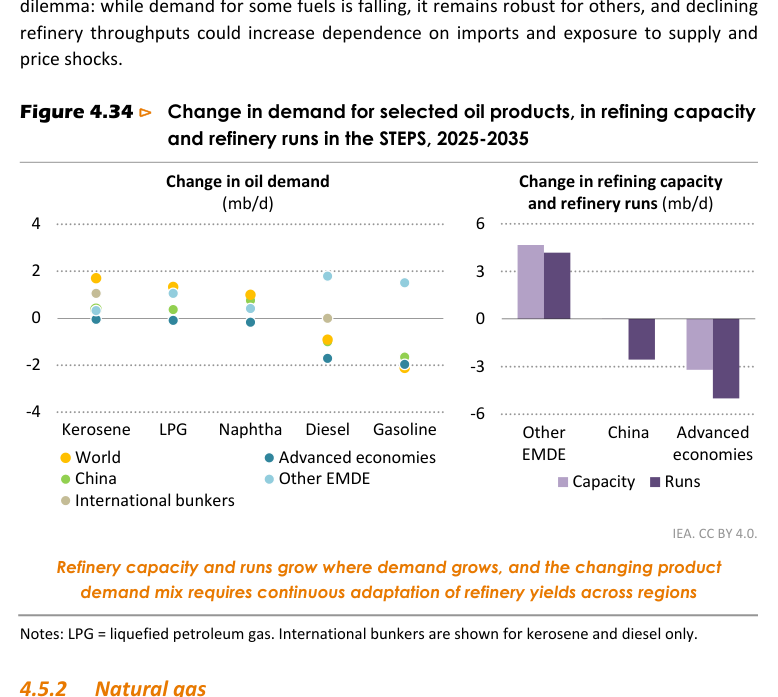 dilemma: while demand for some fuels is falling, it remains robust for others, and declining
refinery throughputs could increase dependence on imports and exposure to supply and
price shocks.
Figure 4.34 ▻ Change in demand for selected oil products, in refining capacity
and refinery runs in the STEPS, 2025-2035
Change in oil demand
(mb/d)
4
2
0
-2
-4
Kerosene LPG Naphtha Diesel Gasoline
World
Advanced economies
China
Other EMDE
International bunkers
Change in refining capacity
and refinery runs (mb/d)
6
3
0
-3
-6
Other
EMDE
China
Advanced
economies
Capacity Runs
IEA. CC BY 4.0.
Refinery capacity and runs grow where demand grows, and the changing product
demand mix requires continuous adaptation of refinery yields across regions
Notes: LPG = liquefied petroleum gas. International bunkers are shown for kerosene and diesel only.
4.5.2 Natural gas